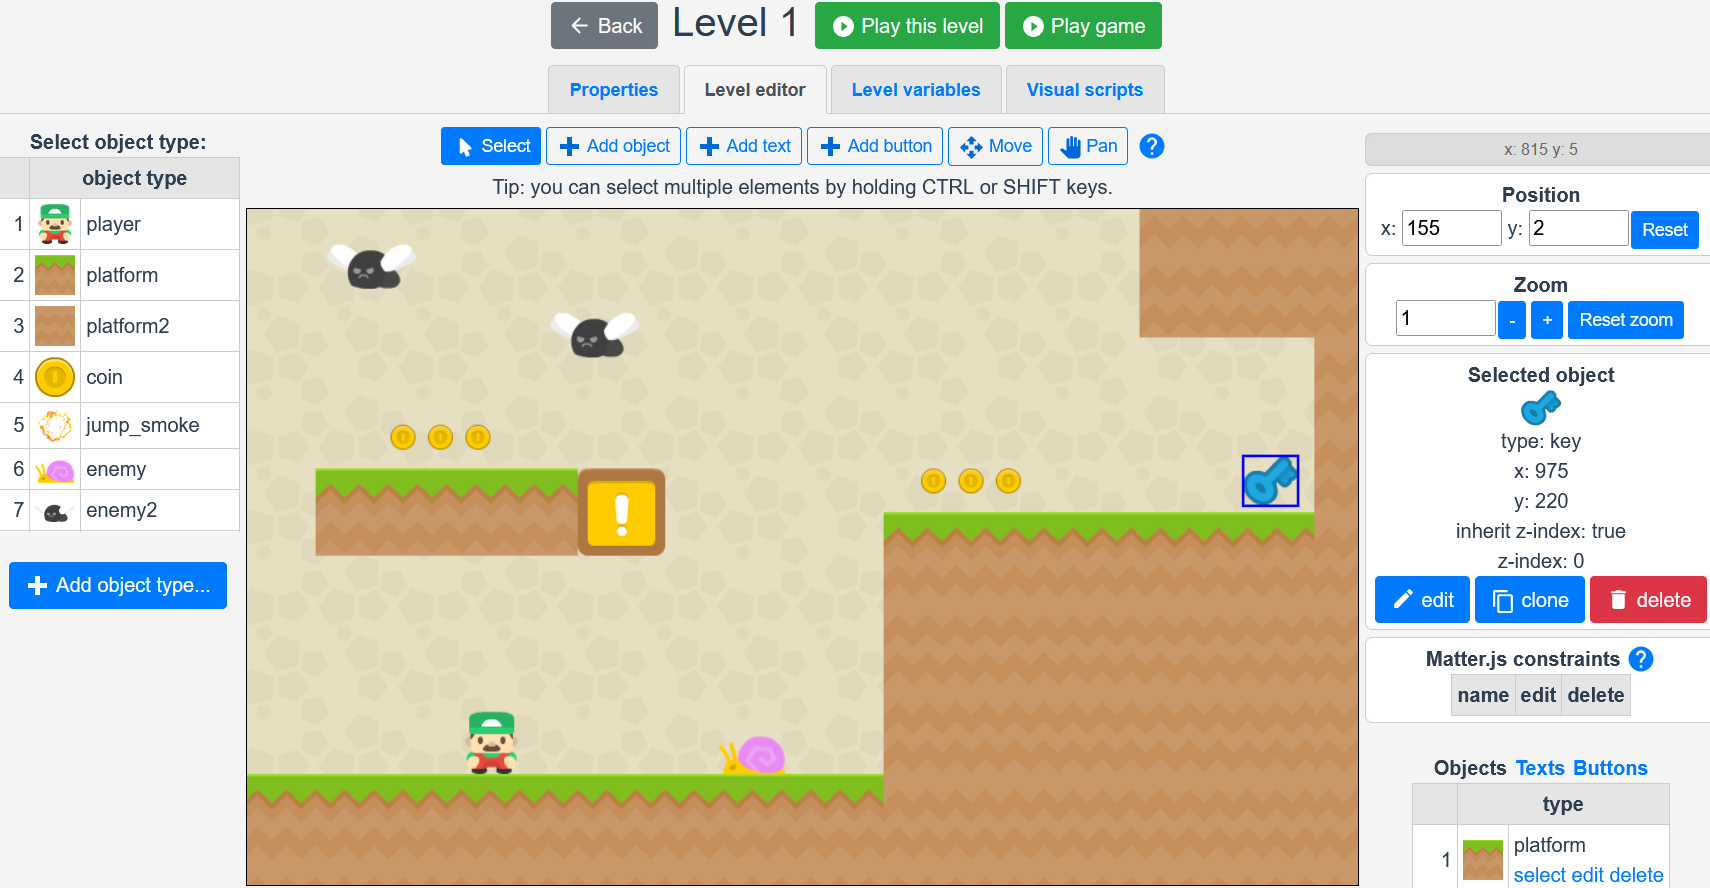 Back
Level 1
Play this level
Play game
Properties
Level editor
Level variables
Visual scripts
Select object type:
object type
1 player
2 platform
3 platform2
4 coin
5 jump_smoke
6 enemy
7 enemy2
+ Add object type...
Select
+ Add object
+ Add text
+ Add button
Move
Pan
?
Tip: you can select multiple elements by holding CTRL or SHIFT keys.
!
x: 815 y: 5
Position
x: 155 y: 2 Reset
Zoom
1 - + Reset zoom
Selected object
type: key
x: 975
y: 220
inherit z-index: true
z-index: 0
edit clone delete
Matter.js constraints ?
name edit delete
Objects Texts Buttons
type
1 platform
select edit delete